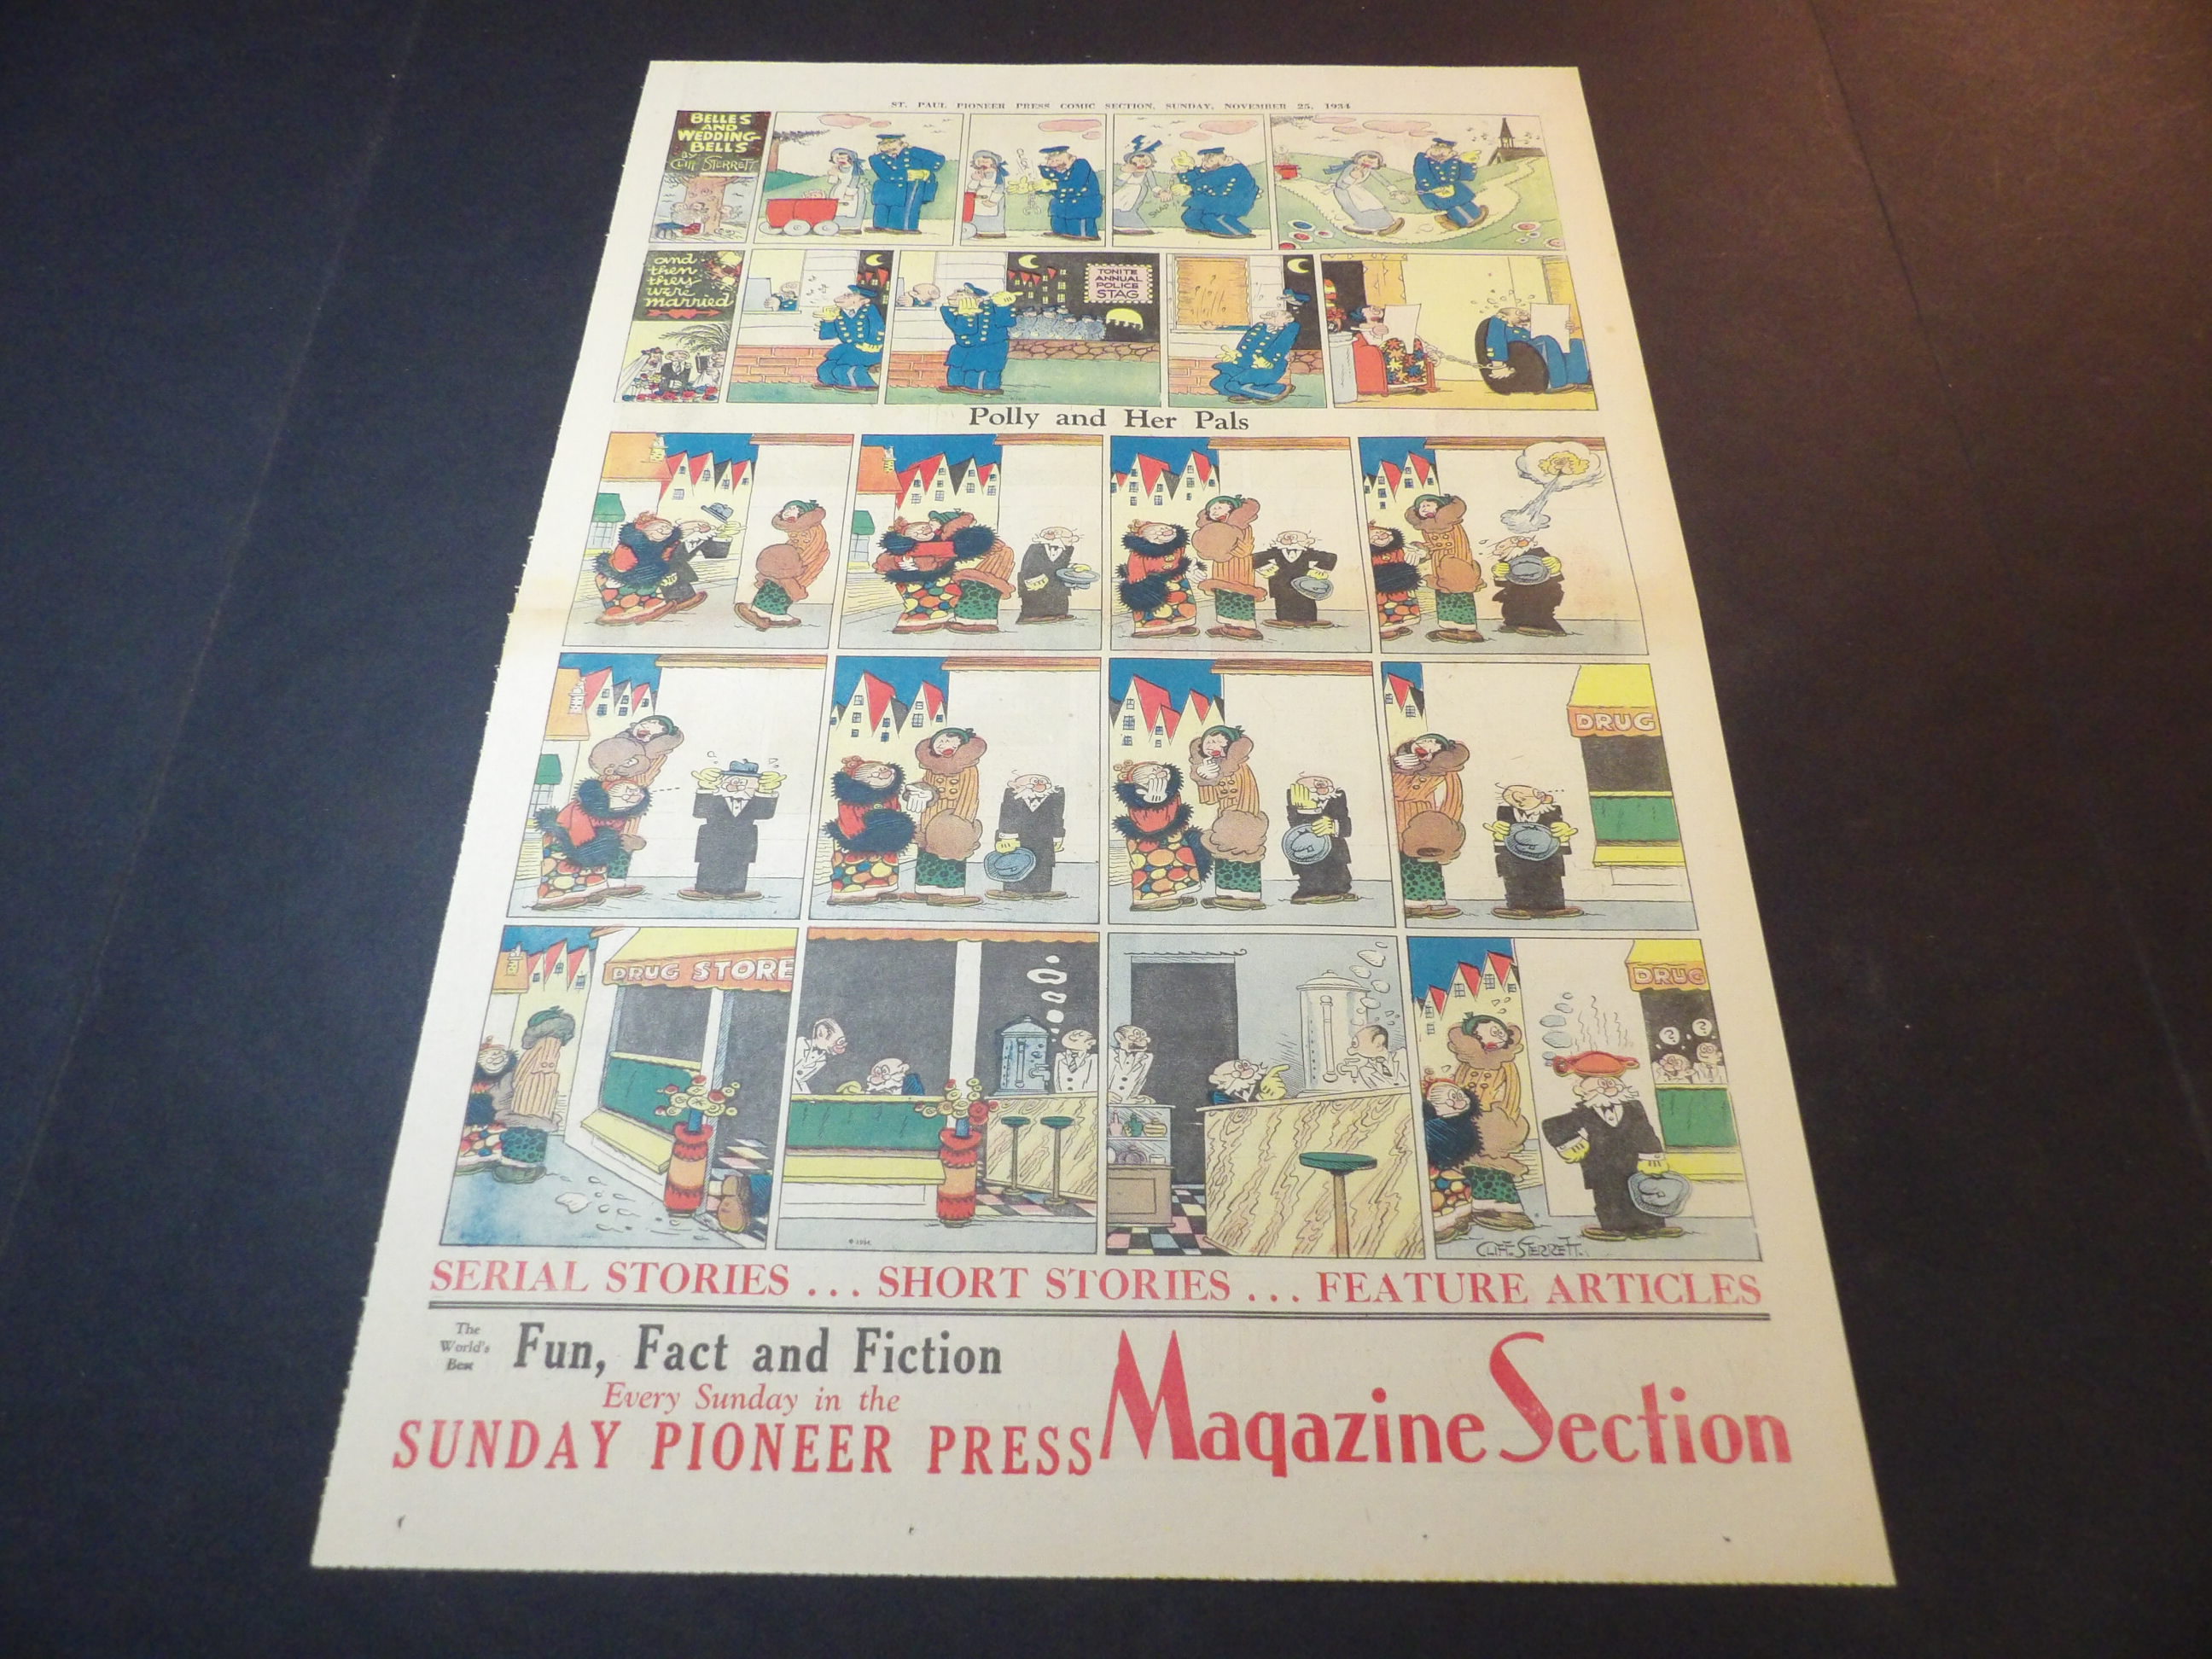 ST. PAUL PIONEER PRESS COMIC SECTION, SUNDAY, NOVEMBER 25, 1934
BELLES
AND
WEDDING-
BELLS
by
CLIFF STERRETT
SNAP
and
then
they
were
married
TONITE
ANNUAL
POLICE
STAG
Polly and Her Pals
DRUG
DRUG STORE
DRUG
?
?
CLIFF STERRETT.
SERIAL STORIES ... SHORT STORIES ... FEATURE ARTICLES
The
World's
Best
Fun, Fact and Fiction
Every Sunday in the
SUNDAY PIONEER PRESS
Magazine Section